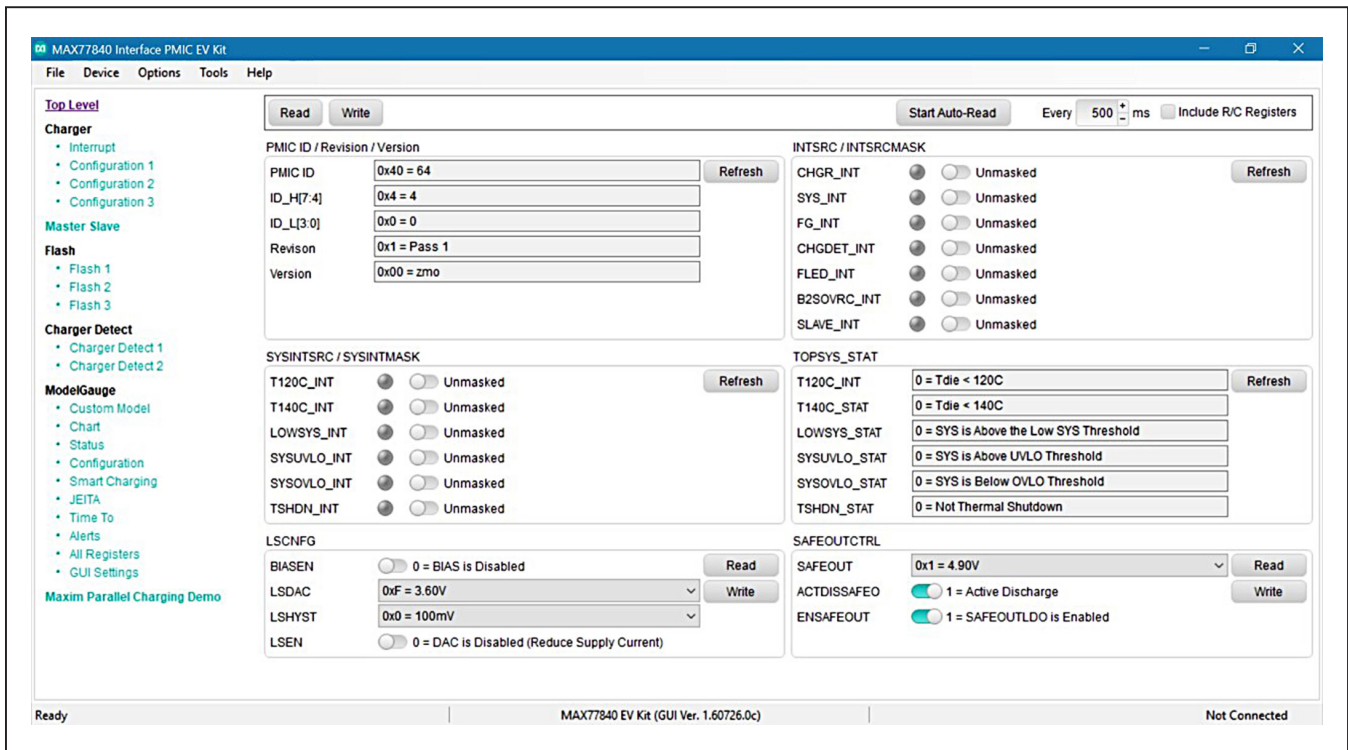 MAX77840 Interface PMIC EV Kit
File Device Options Tools Help
Top Level
Charger
• Interrupt
• Configuration 1
• Configuration 2
• Configuration 3
Master Slave
Flash
• Flash 1
• Flash 2
• Flash 3
Charger Detect
• Charger Detect 1
• Charger Detect 2
ModelGauge
• Custom Model
• Chart
• Status
• Configuration
• Smart Charging
• JEITA
• Time To
• Alerts
• All Registers
• GUI Settings
Maxim Parallel Charging Demo
Read Write Start Auto-Read Every 500 + - ms Include R/C Registers
PMIC ID / Revision / Version
PMIC ID 0x40 = 64 Refresh
ID_H[7:4] 0x4 = 4
ID_L[3:0] 0x0 = 0
Revison 0x1 = Pass 1
Version 0x00 = zmo
INTSRC / INTSRCMASK
CHGR_INT Unmasked Refresh
SYS_INT Unmasked
FG_INT Unmasked
CHGDET_INT Unmasked
FLED_INT Unmasked
B2SOVRC_INT Unmasked
SLAVE_INT Unmasked
SYSINTSRC / SYSINTMASK
T120C_INT Unmasked Refresh
T140C_INT Unmasked
LOWSYS_INT Unmasked
SYSUVLO_INT Unmasked
SYSOVLO_INT Unmasked
TSHDN_INT Unmasked
TOPSYS_STAT
T120C_INT 0 = Tdie < 120C Refresh
T140C_STAT 0 = Tdie < 140C
LOWSYS_STAT 0 = SYS is Above the Low SYS Threshold
SYSUVLO_STAT 0 = SYS is Above UVLO Threshold
SYSOVLO_STAT 0 = SYS is Below OVLO Threshold
TSHDN_STAT 0 = Not Thermal Shutdown
LSCNFG
BIASEN 0 = BIAS is Disabled Read
LSDAC 0xF = 3.60V Write
LSHYST 0x0 = 100mV
LSEN 0 = DAC is Disabled (Reduce Supply Current)
SAFEOUTCTRL
SAFEOUT 0x1 = 4.90V Read
ACTDISSAFEO 1 = Active Discharge Write
ENSAFEOUT 1 = SAFEOUTLDO is Enabled
Ready MAX77840 EV Kit (GUI Ver. 1.60726.0c) Not Connected